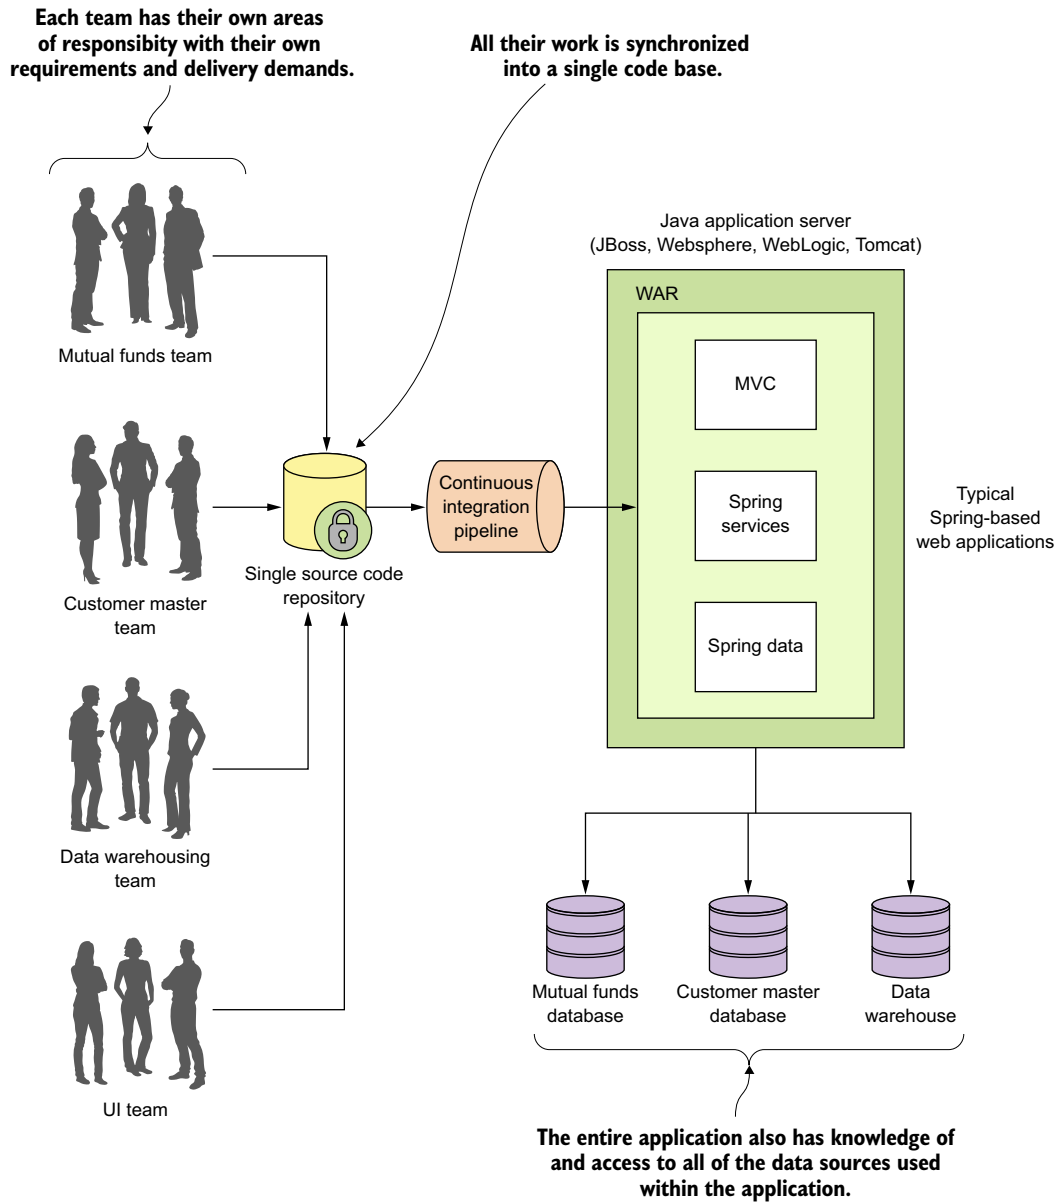 Each team has their own areas
of responsibity with their own
requirements and delivery demands.
All their work is synchronized
into a single code base.
Mutual funds team
Customer master
team
Data warehousing
team
UI team
Single source code
repository
Continuous
integration
pipeline
Java application server
(JBoss, Websphere, WebLogic, Tomcat)
WAR
MVC
Spring
services
Spring data
Typical
Spring-based
web applications
Mutual funds
database
Customer master
database
Data
warehouse
The entire application also has knowledge of
and access to all of the data sources used
within the application.